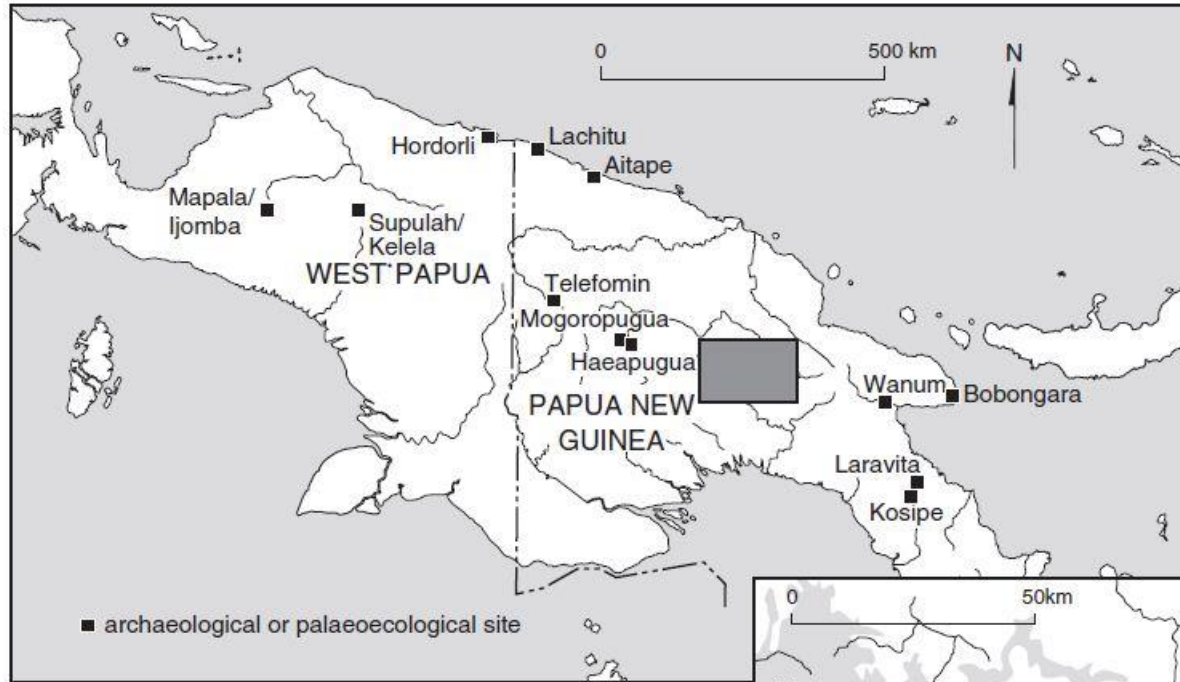 0
500 km
N
Hordorli
Lachitu
Aitape
Mapala/
Ijomba
Supulah/
Kelela
WEST PAPUA
Telefomin
Mogoropugua
Haeapugua
PAPUA NEW
GUINEA
Wanum
Bobongara
Laravita
Kosipe
archaeological or palaeoecological site
0
50km